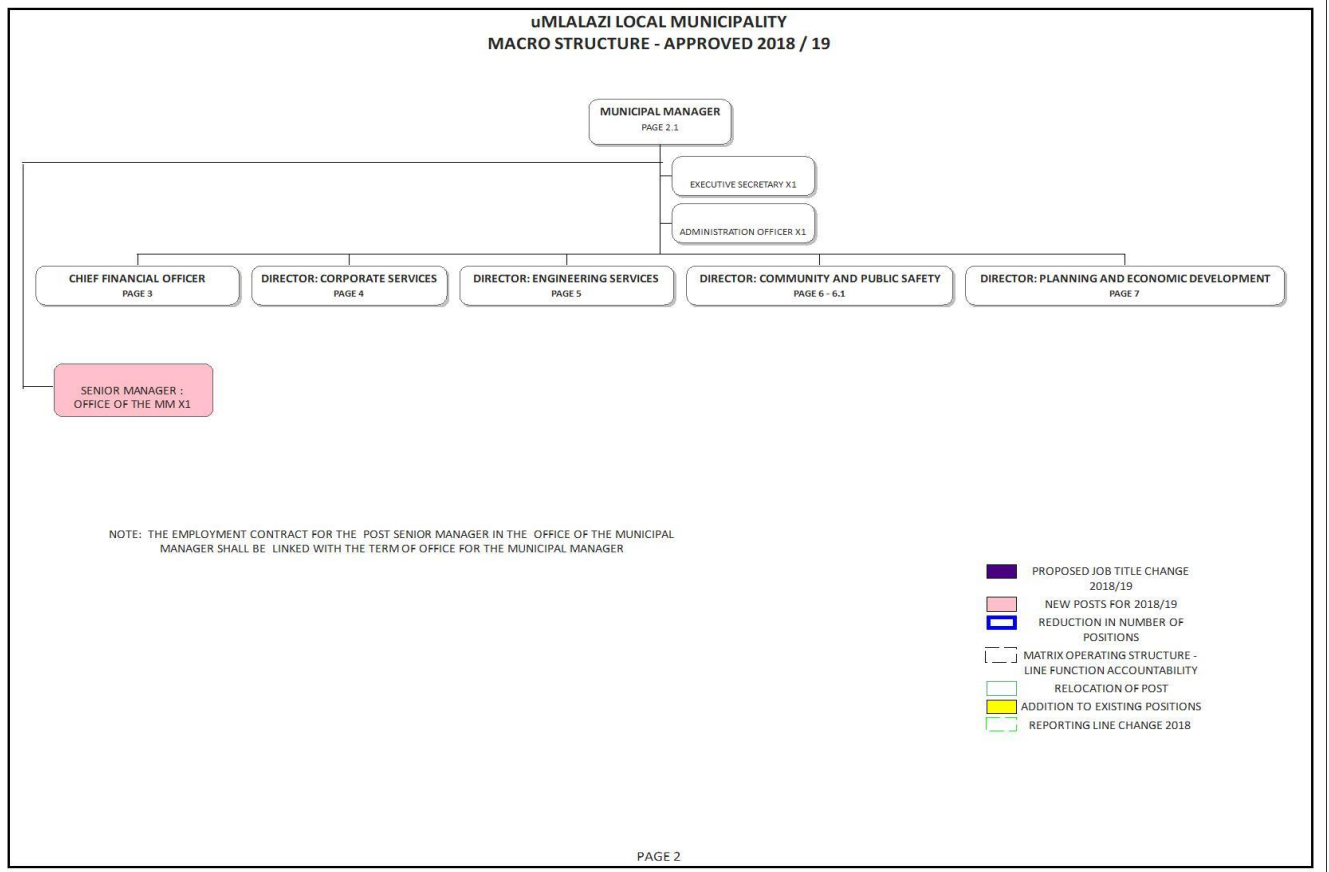 uMLALAZI LOCAL MUNICIPALITY
MACRO STRUCTURE - APPROVED 2018 / 19
MUNICIPAL MANAGER
PAGE 2.1
EXECUTIVE SECRETARY X1
ADMINISTRATION OFFICER X1
CHIEF FINANCIAL OFFICER
PAGE 3
DIRECTOR: CORPORATE SERVICES
PAGE 4
DIRECTOR: ENGINEERING SERVICES
PAGE 5
DIRECTOR: COMMUNITY AND PUBLIC SAFETY
PAGE 6 - 6.1
DIRECTOR: PLANNING AND ECONOMIC DEVELOPMENT
PAGE 7
SENIOR MANAGER :
OFFICE OF THE MM X1
NOTE: THE EMPLOYMENT CONTRACT FOR THE POST SENIOR MANAGER IN THE OFFICE OF THE MUNICIPAL
MANAGER SHALL BE LINKED WITH THE TERM OF OFFICE FOR THE MUNICIPAL MANAGER
PROPOSED JOB TITLE CHANGE
2018/19
NEW POSTS FOR 2018/19
REDUCTION IN NUMBER OF
POSITIONS
MATRIX OPERATING STRUCTURE -
LINE FUNCTION ACCOUNTABILITY
RELOCATION OF POST
ADDITION TO EXISTING POSITIONS
REPORTING LINE CHANGE 2018
PAGE 2